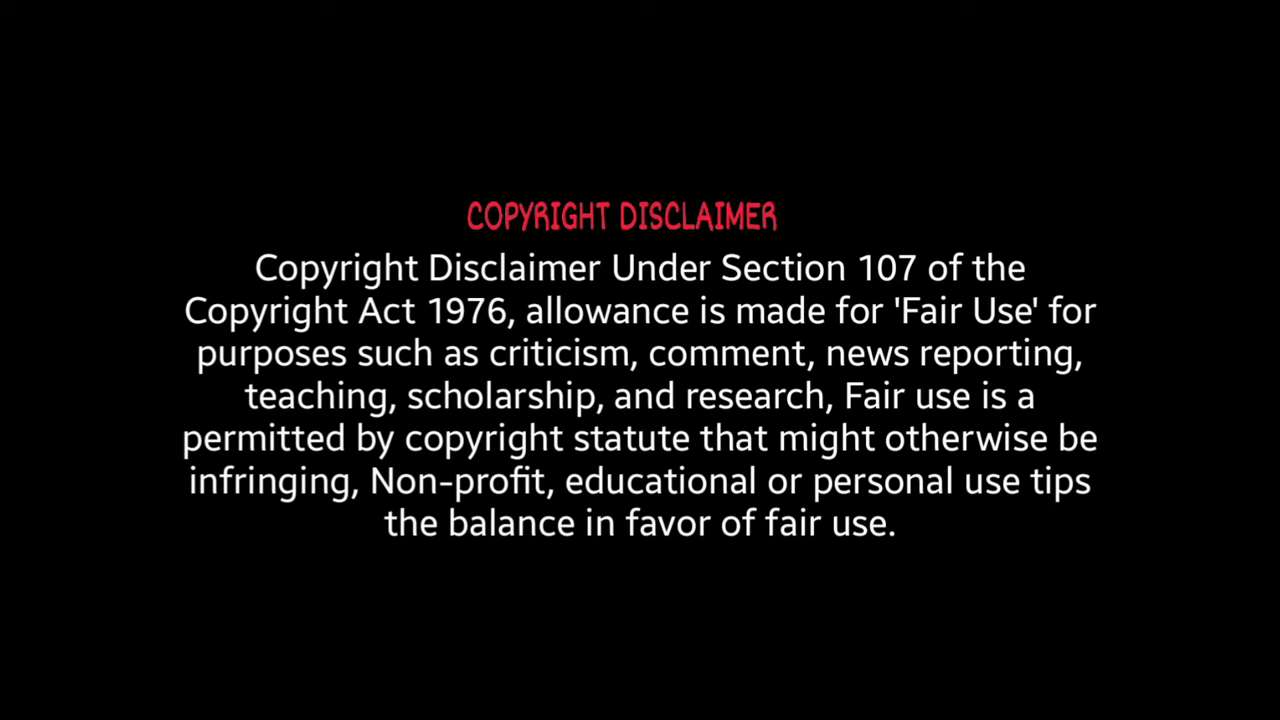 COPYRIGHT DISCLAIMER
Copyright Disclaimer Under Section 107 of the
Copyright Act 1976, allowance is made for 'Fair Use' for
purposes such as criticism, comment, news reporting,
teaching, scholarship, and research, Fair use is a
permitted by copyright statute that might otherwise be
infringing, Non-profit, educational or personal use tips
the balance in favor of fair use.